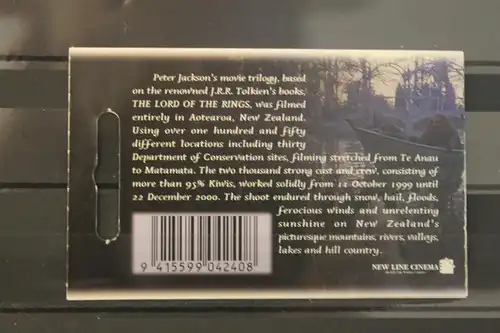 Peter Jackson's movie trilogy, based
on the renowned J.R.R. Tolkien's books,
THE LORD OF THE RINGS, was filmed
entirely in Aotearoa, New Zealand.
Using over one hundred and fifty
different locations including thirty
Department of Conservation sites, filming stretched from Te Anau
to Matamata. The two thousand strong cast and crew, consisting of
more than 95% Kiwis, worked solidly from 11 October 1999 until
22 December 2000. The shoot endured through snow, hail, floods,
ferocious winds and unrelenting
sunshine on New Zealand's
picturesque mountains, rivers, valleys,
lakes and hill country.
9 415599 042408
NEW LINE CINEMA